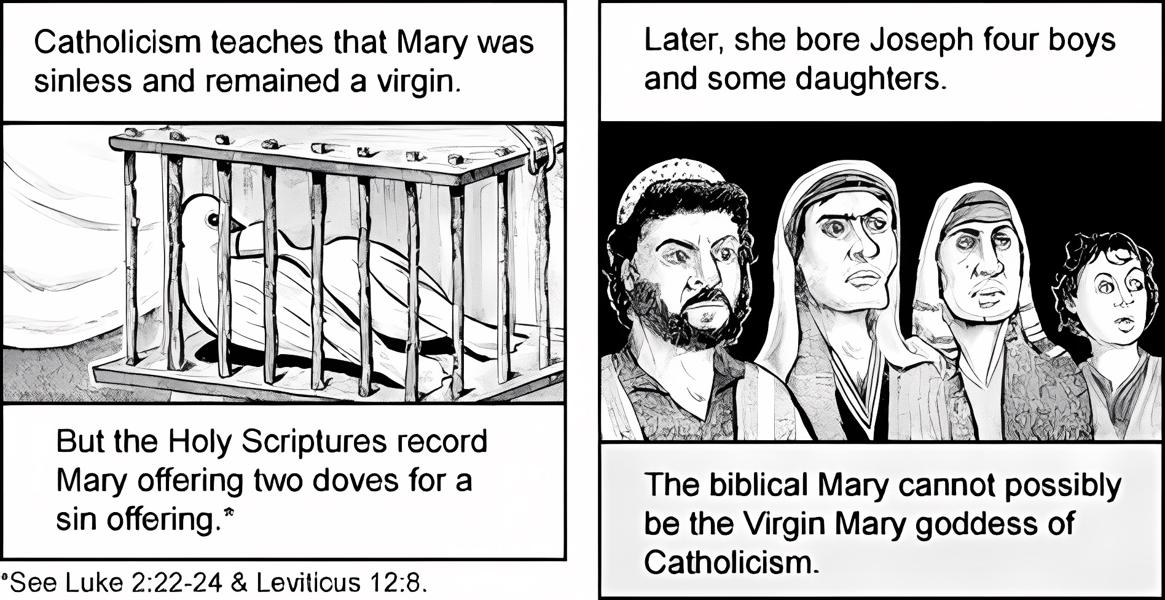 Catholicism teaches that Mary was
sinless and remained a virgin.
But the Holy Scriptures record
Mary offering two doves for a
sin offering.*
*See Luke 2:22-24 & Leviticus 12:8.
Later, she bore Joseph four boys
and some daughters.
The biblical Mary cannot possibly
be the Virgin Mary goddess of
Catholicism.